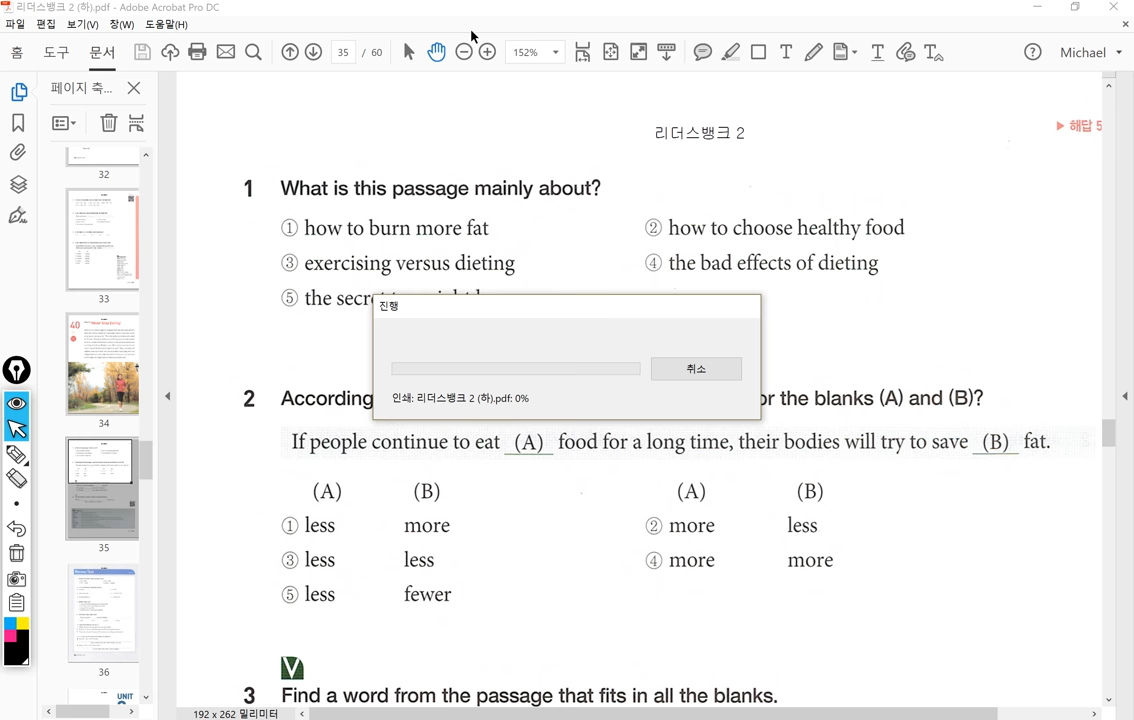 리더스뱅크 2 (하).pdf - Adobe Acrobat Pro DC
파일 편집 보기(V) 창(W) 도움말(H)
홈 도구 문서 35 / 60 152% Michael
페이지 축...
32
33
34
35
36
리더스뱅크 2
▶ 해답 5
1 What is this passage mainly about?
① how to burn more fat ② how to choose healthy food
③ exercising versus dieting ④ the bad effects of dieting
⑤ the secr
진행
취소
인쇄: 리더스뱅크 2 (하).pdf: 0%
2 According or the blanks (A) and (B)?
If people continue to eat (A) food for a long time, their bodies will try to save (B) fat.
(A) (B) (A) (B)
① less more ② more less
③ less less ④ more more
⑤ less fewer
3 Find a word from the passage that fits in all the blanks.
40
UNIT
192 x 262 밀리미터